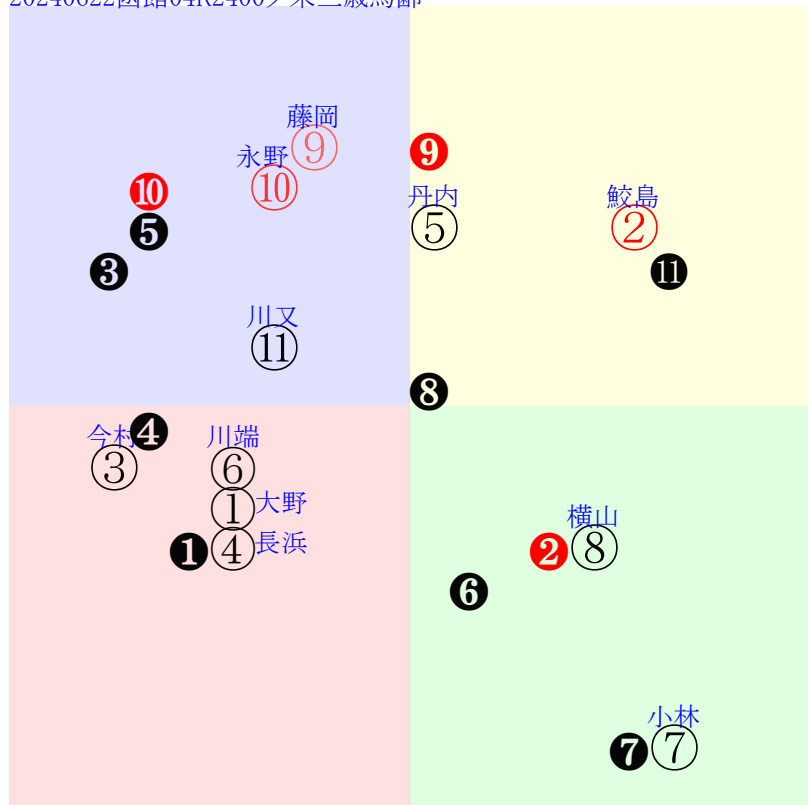 20240622函館04R2400ダ未三歳馬齢
藤岡
⑨
永野
⑩
❾
❿
丹内
⑤
鮫島
②
❺
❸
⓫
川又
⑪
❽
今村
③
❹
川端
⑥
①
大野
❶
④
長浜
横山
❷
⑧
❻
小林
❼
⑦